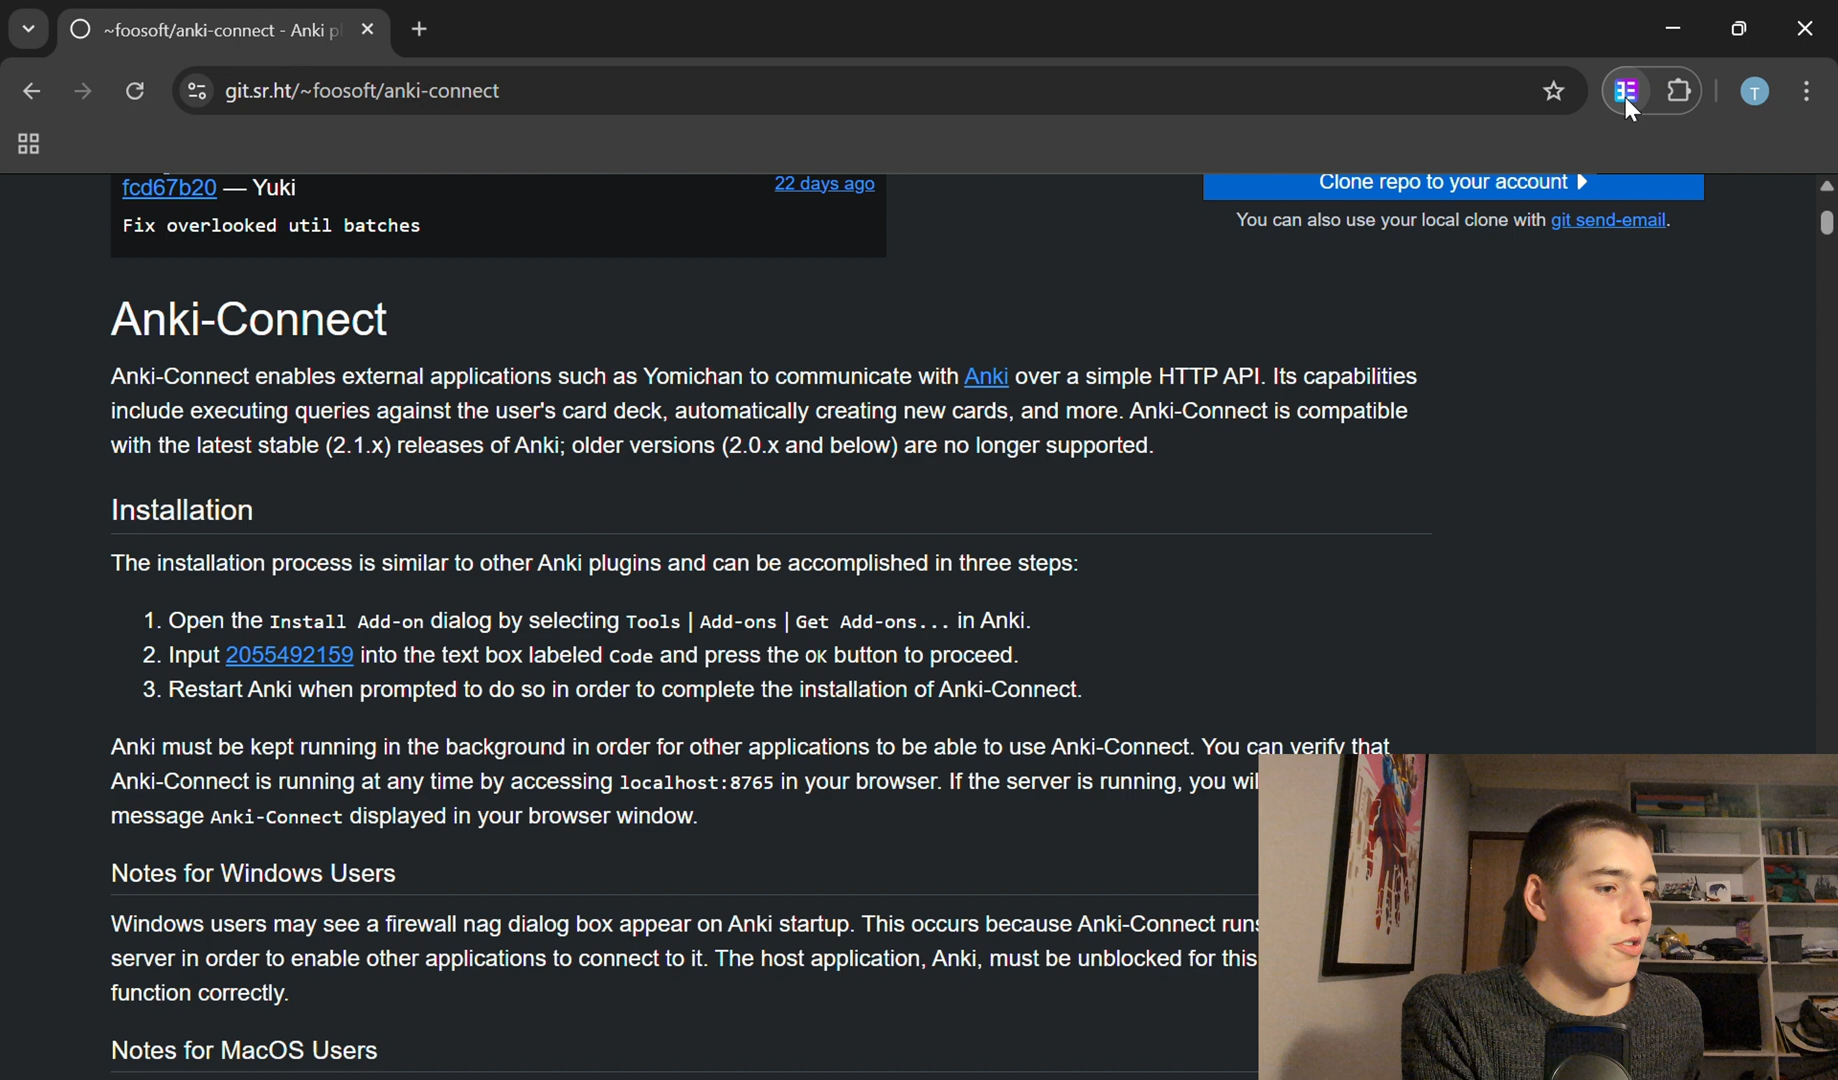 ~foosoft/anki-connect - Anki p
git.sr.ht/~foosoft/anki-connect
T
fcd67b20 — Yuki
22 days ago
Fix overlooked util batches
Clone repo to your account
You can also use your local clone with git send-email.
Anki-Connect
Anki-Connect enables external applications such as Yomichan to communicate with Anki over a simple HTTP API. Its capabilities
include executing queries against the user's card deck, automatically creating new cards, and more. Anki-Connect is compatible
with the latest stable (2.1.x) releases of Anki; older versions (2.0.x and below) are no longer supported.
Installation
The installation process is similar to other Anki plugins and can be accomplished in three steps:
1. Open the Install Add-on dialog by selecting Tools | Add-ons | Get Add-ons... in Anki.
2. Input 2055492159 into the text box labeled Code and press the OK button to proceed.
3. Restart Anki when prompted to do so in order to complete the installation of Anki-Connect.
Anki must be kept running in the background in order for other applications to be able to use Anki-Connect. You can verify that
Anki-Connect is running at any time by accessing localhost:8765 in your browser. If the server is running, you wil
message Anki-Connect displayed in your browser window.
Notes for Windows Users
Windows users may see a firewall nag dialog box appear on Anki startup. This occurs because Anki-Connect runs
server in order to enable other applications to connect to it. The host application, Anki, must be unblocked for this
function correctly.
Notes for MacOS Users